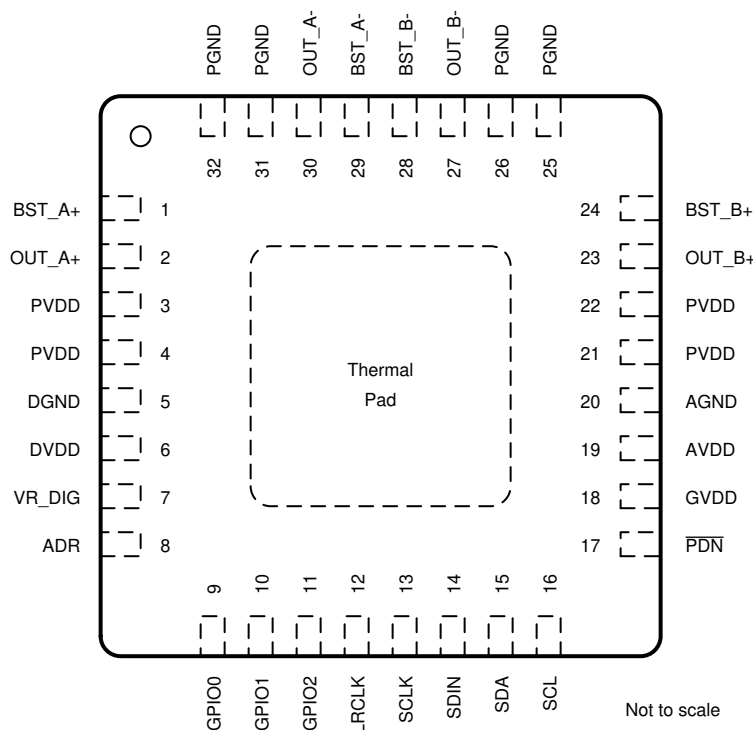 PGND
PGND
OUT_A-
BST_A-
BST_B-
OUT_B-
PGND
PGND
32
31
30
29
28
27
26
25
BST_A+ 1
OUT_A+ 2
PVDD 3
PVDD 4
DGND 5
DVDD 6
VR_DIG 7
ADR 8
Thermal
Pad
24 BST_B+
23 OUT_B+
22 PVDD
21 PVDD
20 AGND
19 AVDD
18 GVDD
17 PDN
9
10
11
12
13
14
15
16
GPIO0
GPIO1
GPIO2
LRCLK
SCLK
SDIN
SDA
SCL
Not to scale